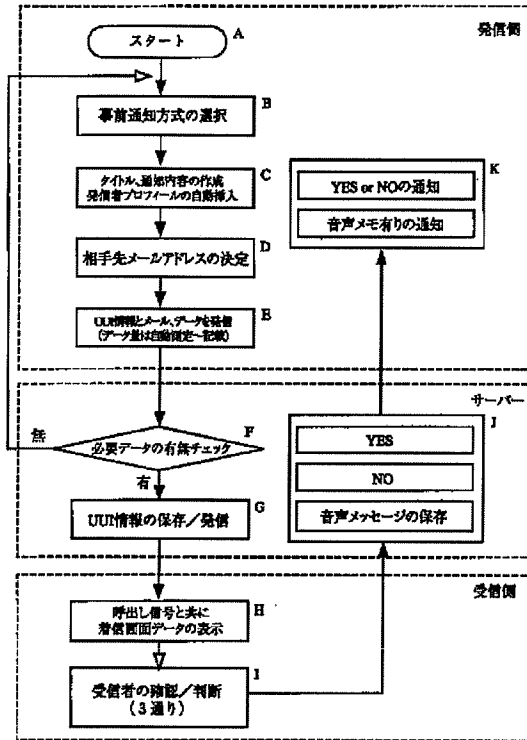 発信側
スタート
A
事前通知方式の選択
B
タイトル、通知内容の作成
発信者プロフィールの自動挿入
C
相手先メールアドレスの決定
D
UUI情報とメール、データを発信
(データ量は自動測定～記載)
E
K
YES or NOの通知
音声メモ有りの通知
サーバー
無
必要データの有無チェック
F
有
UUI情報の保存／発信
G
J
YES
NO
音声メッセージの保存
受信側
呼出し信号と共に
着信画面データの表示
H
受信者の確認／判断
(3通り)
I